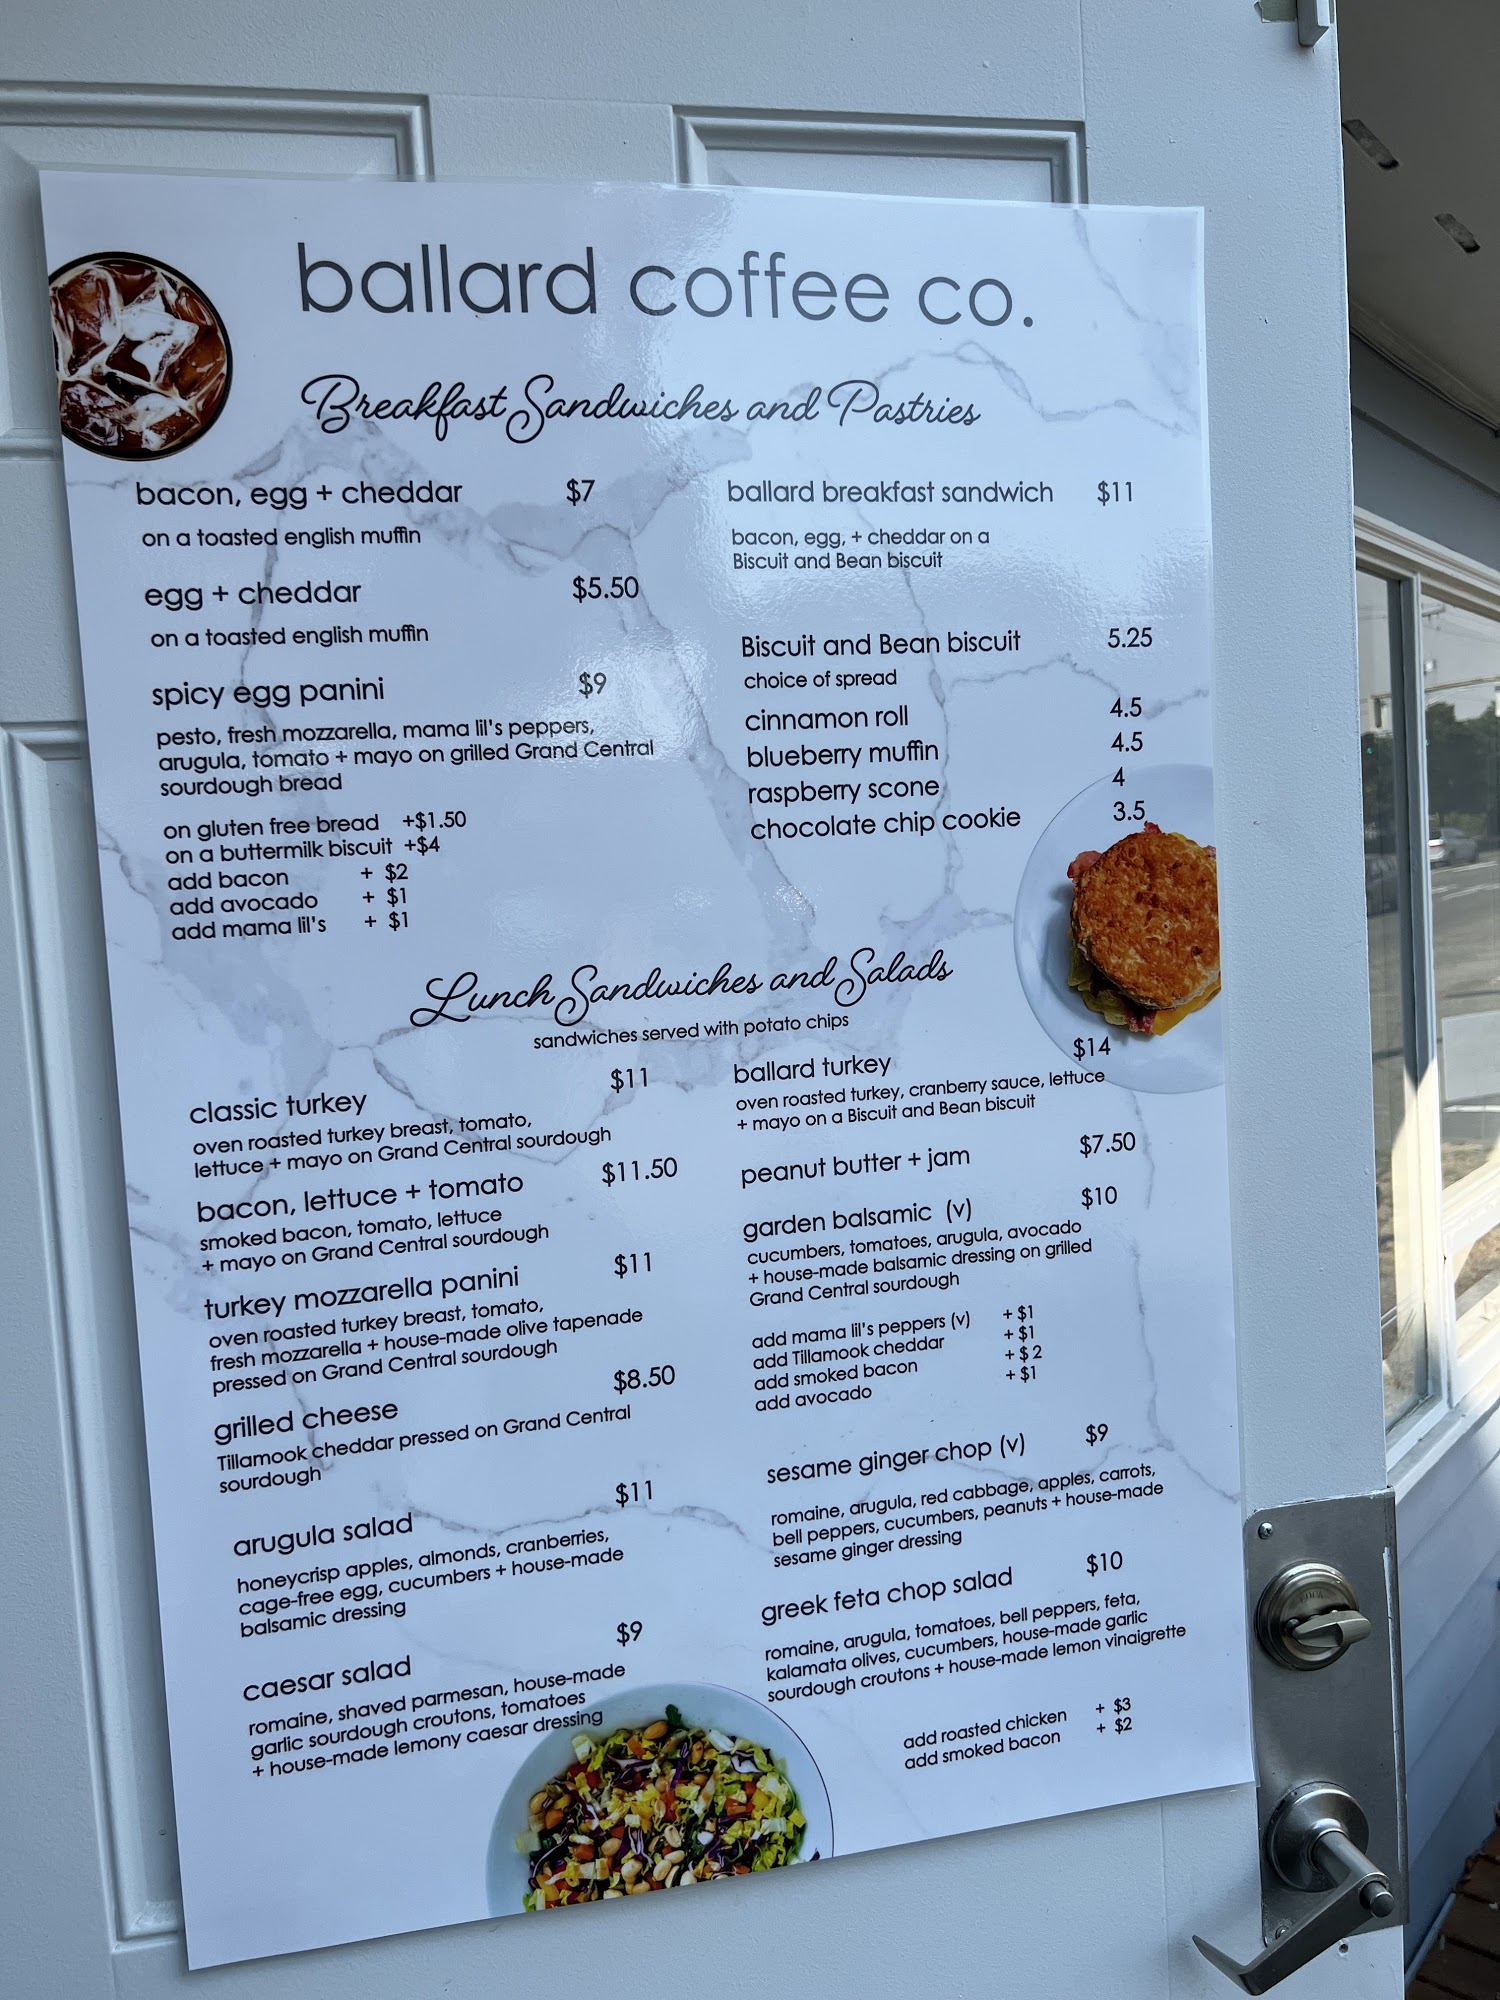 ballard coffee co.
Breakfast Sandwiches and Pastries
bacon, egg + cheddar $7
on a toasted english muffin
egg + cheddar $5.50
on a toasted english muffin
spicy egg panini $9
pesto, fresh mozzarella, mama lil's peppers,
arugula, tomato + mayo on grilled Grand Central
sourdough bread
on gluten free bread +$1.50
on a buttermilk biscuit +$4
add bacon + $2
add avocado + $1
add mama lil's + $1
ballard breakfast sandwich $11
bacon, egg, + cheddar on a
Biscuit and Bean biscuit
Biscuit and Bean biscuit 5.25
choice of spread
cinnamon roll 4.5
blueberry muffin 4.5
raspberry scone 4
chocolate chip cookie 3.5
Lunch Sandwiches and Salads
sandwiches served with potato chips
classic turkey $11
oven roasted turkey breast, tomato,
lettuce + mayo on Grand Central sourdough
bacon, lettuce + tomato $11.50
smoked bacon, tomato, lettuce
+ mayo on Grand Central sourdough
turkey mozzarella panini $11
oven roasted turkey breast, tomato,
fresh mozzarella + house-made olive tapenade
pressed on Grand Central sourdough
grilled cheese $8.50
Tillamook cheddar pressed on Grand Central
sourdough
arugula salad $11
honeycrisp apples, almonds, cranberries,
cage-free egg, cucumbers + house-made
balsamic dressing
caesar salad $9
romaine, shaved parmesan, house-made
garlic sourdough croutons, tomatoes
+ house-made lemony caesar dressing
ballard turkey $14
oven roasted turkey, cranberry sauce, lettuce
+ mayo on a Biscuit and Bean biscuit
peanut butter + jam $7.50
garden balsamic (v) $10
cucumbers, tomatoes, arugula, avocado
+ house-made balsamic dressing on grilled
Grand Central sourdough
add mama lil's peppers (v) + $1
add Tillamook cheddar + $1
add smoked bacon + $2
add avocado + $1
sesame ginger chop (v) $9
romaine, arugula, red cabbage, apples, carrots,
bell peppers, cucumbers, peanuts + house-made
sesame ginger dressing
greek feta chop salad $10
romaine, arugula, tomatoes, bell peppers, feta,
kalamata olives, cucumbers, house-made garlic
sourdough croutons + house-made lemon vinaigrette
add roasted chicken + $3
add smoked bacon + $2